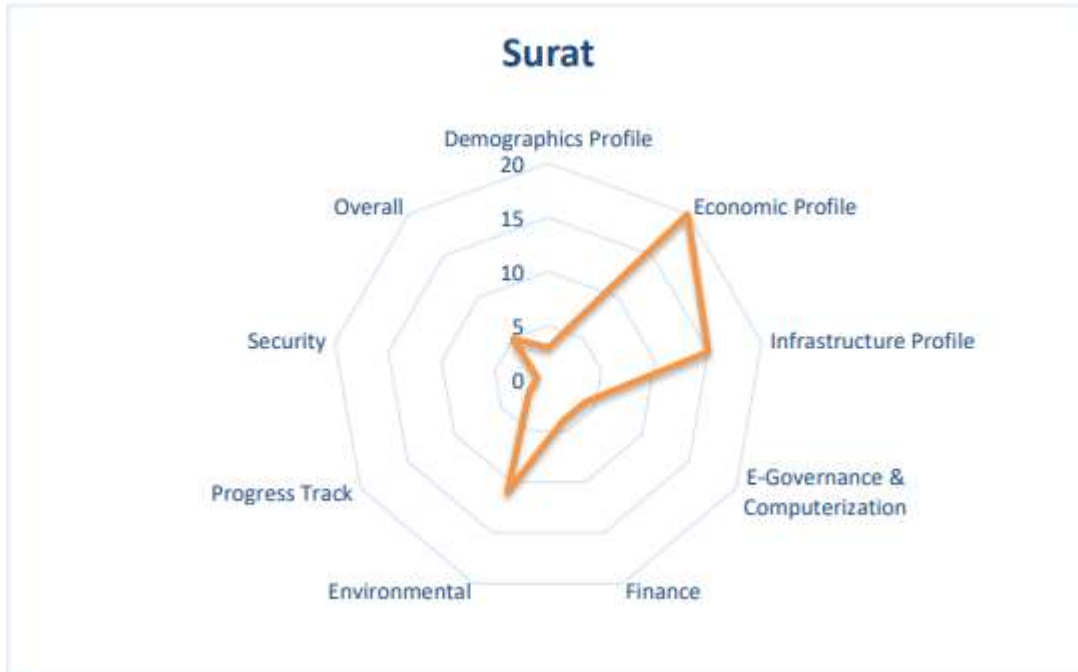 Surat
Demographics Profile
20
Overall
Economic Profile
15
10
5
Security
Infrastructure Profile
0
Progress Track
E-Governance &
Computerization
Environmental
Finance